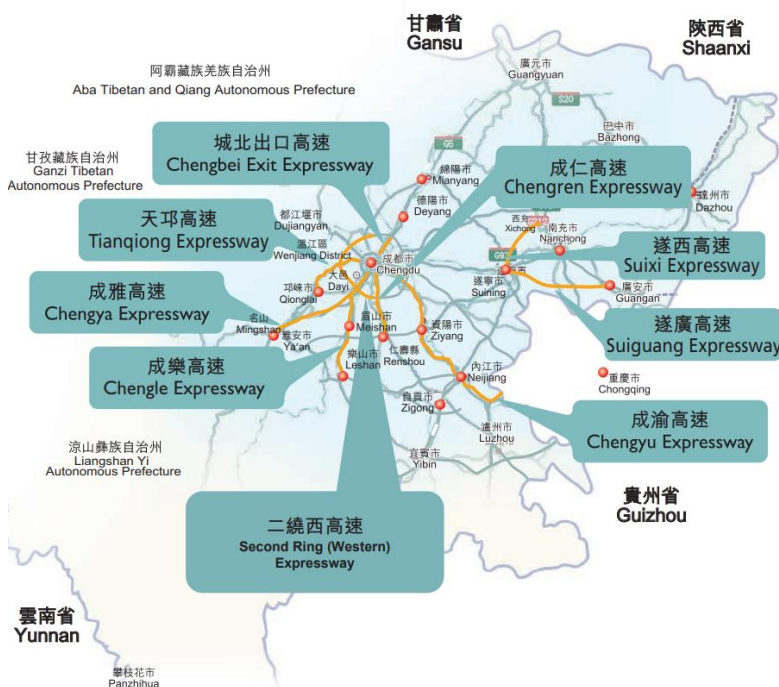 甘肅省
Gansu
陝西省
Shaanxi
廣元市
Guangyuan
阿霸藏族羌族自治州
Aba Tibetan and Qiang Autonomous Prefecture
S20
巴中市
Bazhong
城北出口高速
Chengbei Exit Expressway
G5
成仁高速
Chengren Expressway
甘孜藏族自治州
Ganzi Tibetan
Autonomous Prefecture
綿陽市
Mianyang
達州市
Dazhou
德陽市
Deyang
天邛高速
Tianqiong Expressway
都江堰市
Dujiangyan
西充
Xichong
G212
南充市
Nanchong
溫江區
Wenjiang District
成都市
Chengdu
G93
遂西高速
Suixi Expressway
大邑
Dayi
遂寧市
Suining
邛崍市
Qionglai
廣安市
Guangan
成雅高速
Chengya Expressway
名山
Mingshan
雅安市
Ya'an
眉山市
Meishan
資陽市
Ziyang
遂廣高速
Suiguang Expressway
仁壽縣
Renshou
成樂高速
Chengle Expressway
樂山市
Leshan
內江市
Neijiang
重慶市
Chongqing
自貢市
Zigong
成渝高速
Chengyu Expressway
瀘州市
Luzhou
涼山彝族自治州
Liangshan Yi
Autonomous Prefecture
宜賓市
Yibin
貴州省
Guizhou
二繞西高速
Second Ring (Western)
Expressway
雲南省
Yunnan
攀枝花市
Panzhihua